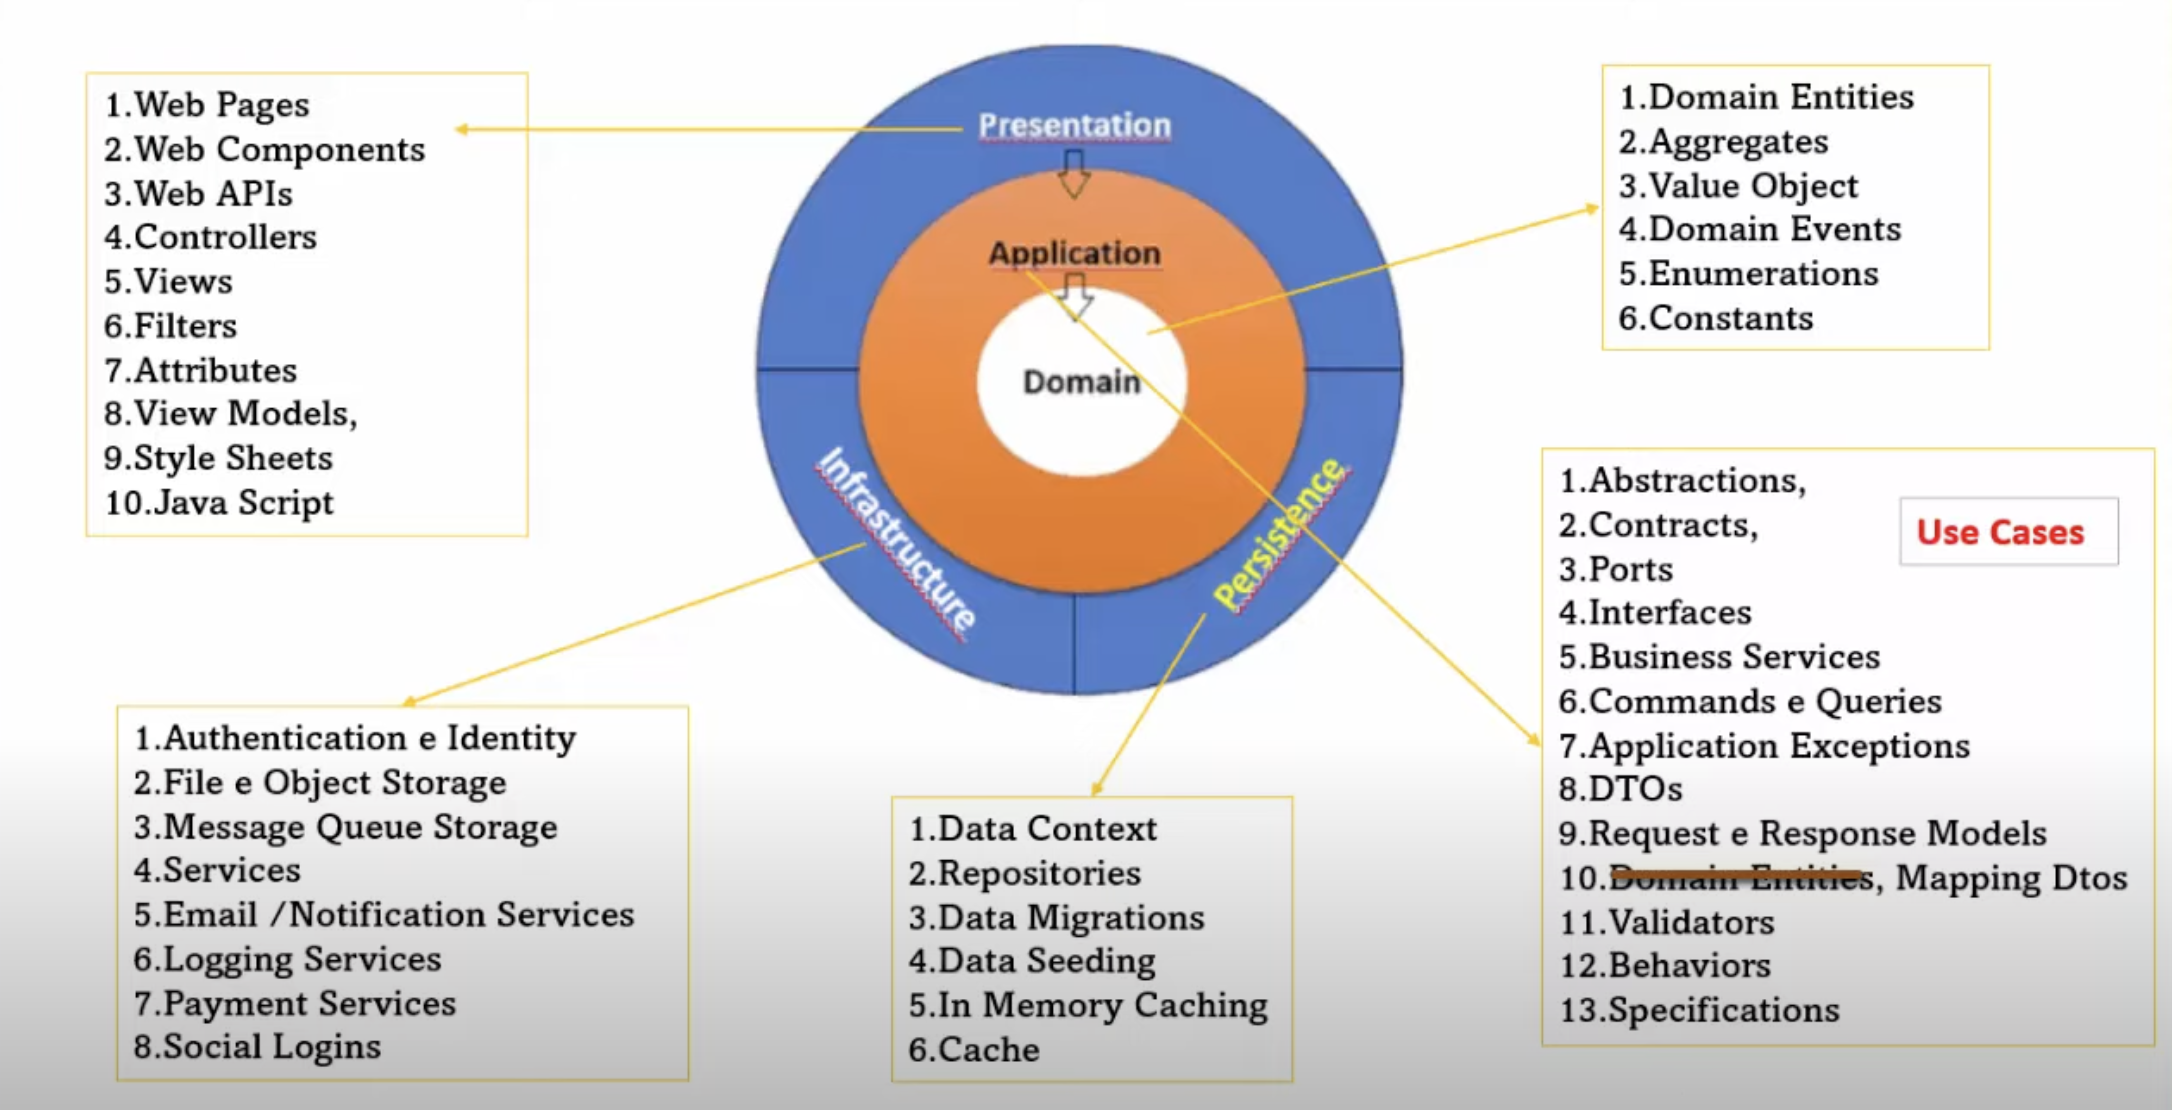 1.Web Pages
2.Web Components
3.Web APIs
4.Controllers
5.Views
6.Filters
7.Attributes
8.View Models,
9.Style Sheets
10.Java Script
Presentation
Application
Domain
Infrastructure
Persistence
1.Domain Entities
2.Aggregates
3.Value Object
4.Domain Events
5.Enumerations
6.Constants
1.Abstractions,
2.Contracts,
3.Ports
4.Interfaces
5.Business Services
6.Commands e Queries
7.Application Exceptions
8.DTOs
9.Request e Response Models
10.Domain Entities, Mapping Dtos
11.Validators
12.Behaviors
13.Specifications
Use Cases
1.Authentication e Identity
2.File e Object Storage
3.Message Queue Storage
4.Services
5.Email /Notification Services
6.Logging Services
7.Payment Services
8.Social Logins
1.Data Context
2.Repositories
3.Data Migrations
4.Data Seeding
5.In Memory Caching
6.Cache